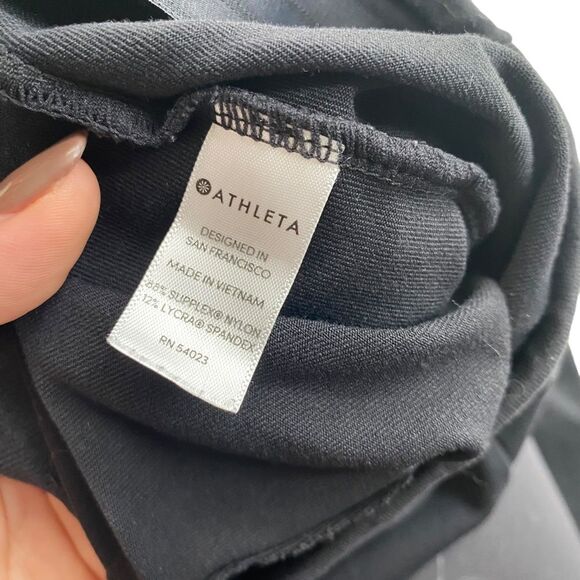 ATHLETA
DESIGNED IN
SAN FRANCISCO
MADE IN VIETNAM
88% SUPPLEX® NYLON
12% LYCRA® SPANDEX
RN 54023